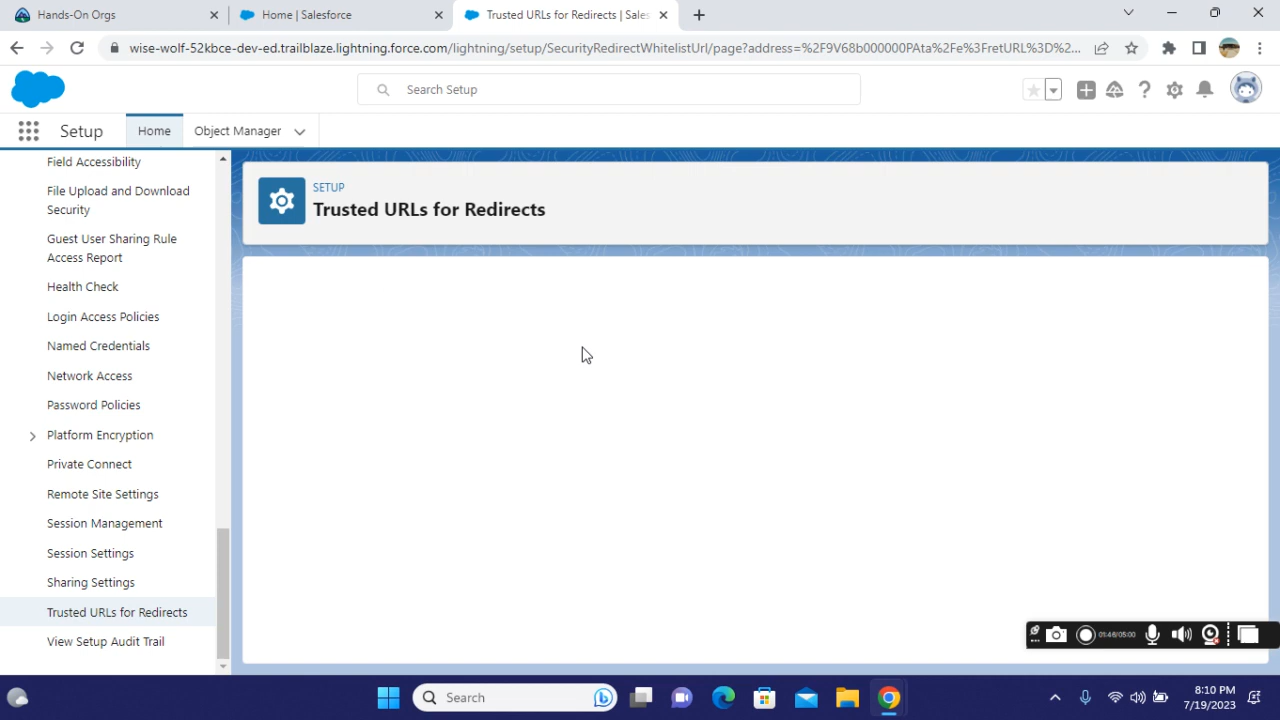 Hands-On Orgs
Home | Salesforce
Trusted URLs for Redirects | Sales
wise-wolf-52kbce-dev-ed.trailblaze.lightning.force.com/lightning/setup/SecurityRedirectWhitelistUrl/page?address=%2F9V68b000000PAta%2Fe%3FretURL%3D%2...
Search Setup
Setup
Home
Object Manager
Field Accessibility
File Upload and Download
Security
Guest User Sharing Rule
Access Report
Health Check
Login Access Policies
Named Credentials
Network Access
Password Policies
Platform Encryption
Private Connect
Remote Site Settings
Session Management
Session Settings
Sharing Settings
Trusted URLs for Redirects
View Setup Audit Trail
SETUP
Trusted URLs for Redirects
01:46/05:00
Search
8:10 PM
7/19/2023